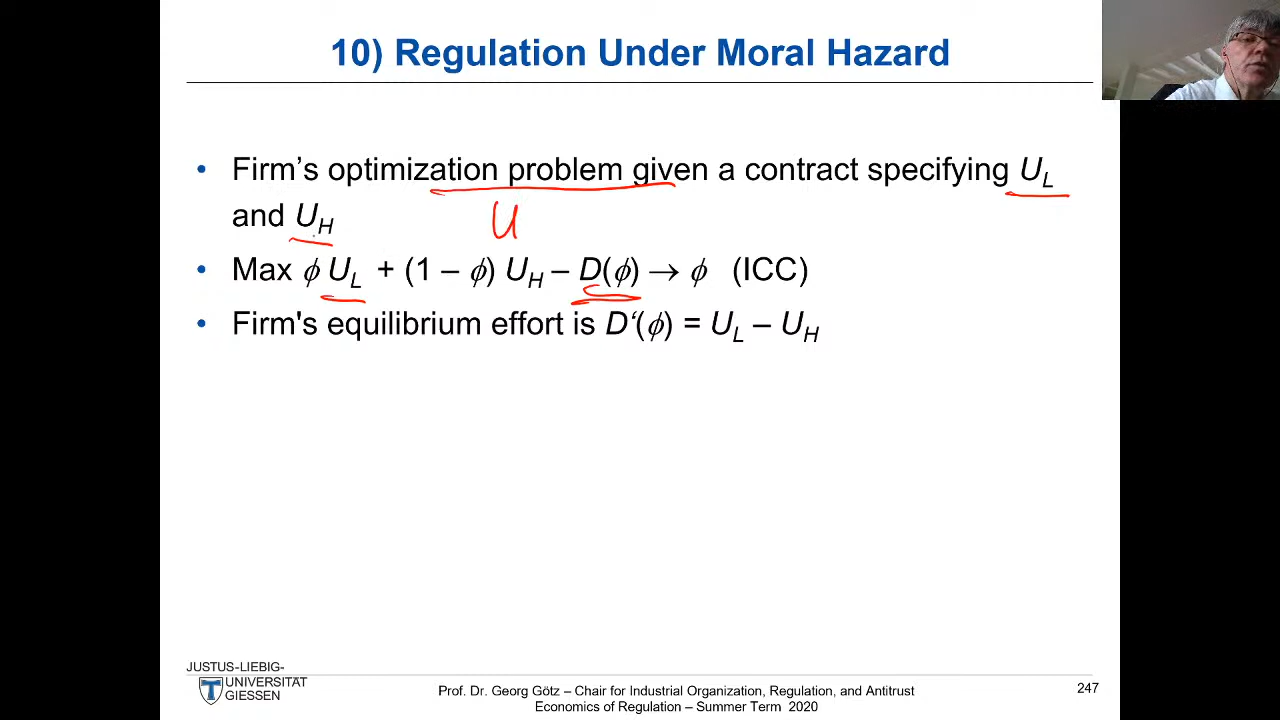 10) Regulation Under Moral Hazard
• Firm’s optimization problem given a contract specifying U_L
and U_H
U
• Max ϕ U_L + (1 – ϕ) U_H – D(ϕ) → ϕ (ICC)
• Firm's equilibrium effort is D‘(ϕ) = U_L – U_H
JUSTUS-LIEBIG-
UNIVERSITÄT
GIESSEN
Prof. Dr. Georg Götz – Chair for Industrial Organization, Regulation, and Antitrust
Economics of Regulation – Summer Term 2020
247